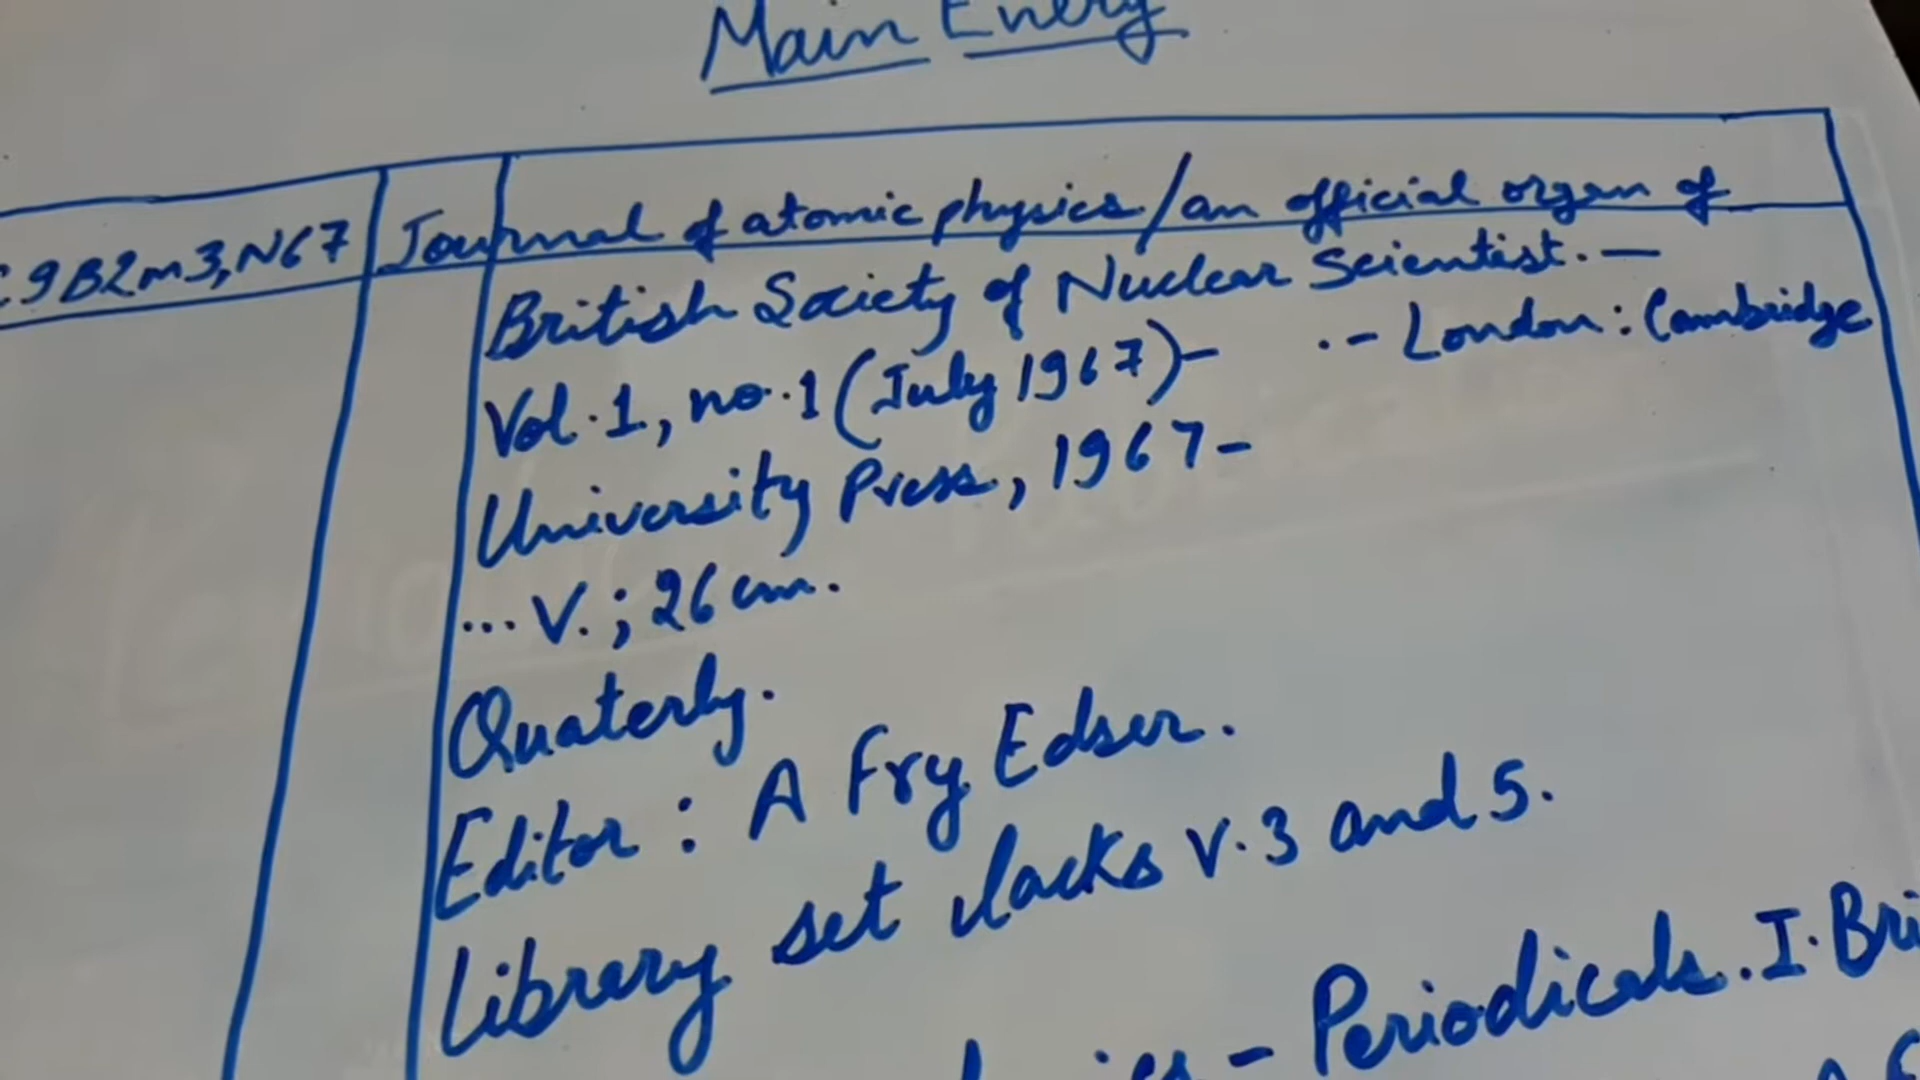 Main Entry
:9B2m3,N67 Journal of atomic physics/an official organ of
British Society of Nuclear Scientist. —
Vol. 1, no. 1 (July 1967)- .- London : Cambridge
University Press, 1967-
... V. ; 26 cm.
Quaterly.
Editor : A Fry Edser.
Library set lacks V. 3 and 5.
- Periodicals. I. Bri